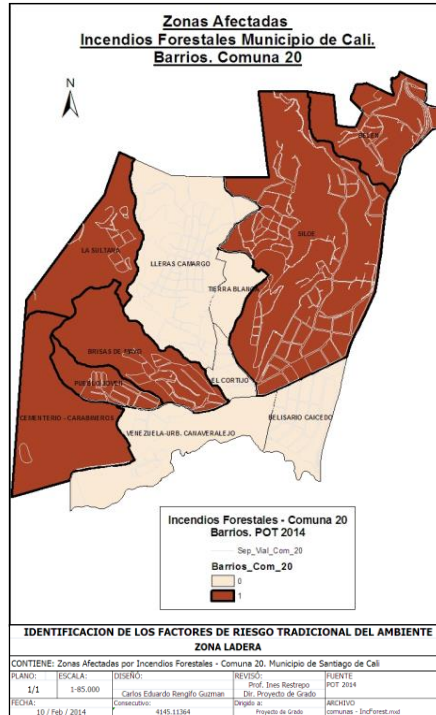 Zonas Afectadas
Incendios Forestales Municipio de Cali.
Barrios. Comuna 20
N
BELEN
SILOE
LA SULTANA
LLERAS CAMARGO
TIERRA BLANCA
BRISAS DE MAYO
PUEBLO JOVEN
EL CORTIJO
CEMENTERIO - CARABINEROS
BELISARIO CAICEDO
VENEZUELA-URB. CAÑAVERALEJO
Incendios Forestales - Comuna 20
Barrios. POT 2014
Sep_Vial_Com_20
Barrios_Com_20
0
1
IDENTIFICACION DE LOS FACTORES DE RIESGO TRADICIONAL DEL AMBIENTE
ZONA LADERA
CONTIENE: Zonas Afectadas por Incendios Forestales - Comuna 20. Municipio de Santiago de Cali
PLANO: ESCALA: DISEÑO: REVISÓ: FUENTE
1/1 1-85.000 Carlos Eduardo Rengifo Guzman Prof. Ines Restrepo Dir. Proyecto de Grado POT 2014
FECHA: Consecutivo: Dirigido a: ARCHIVO
10 / Feb / 2014 4145.11364 Proyecto de Grado comunas - IncForest.mxd